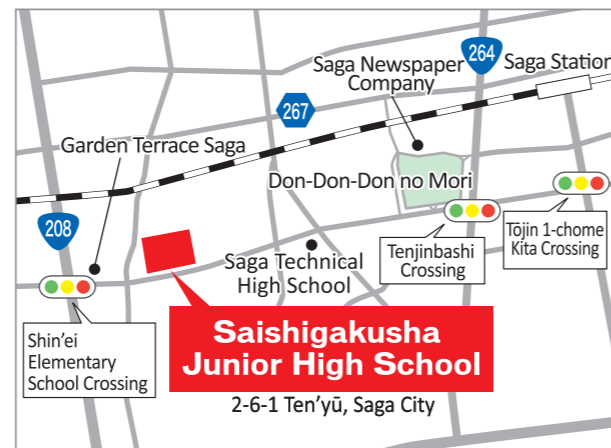 264
Saga Newspaper
Company
Saga Station
267
Garden Terrace Saga
Don-Don-Don no Mori
208
Tenjinbashi
Crossing
Tōjin 1-chome
Kita Crossing
Saga Technical
High School
Shin’ei
Elementary
School Crossing
Saishigakusha
Junior High School
2-6-1 Ten’yū, Saga City